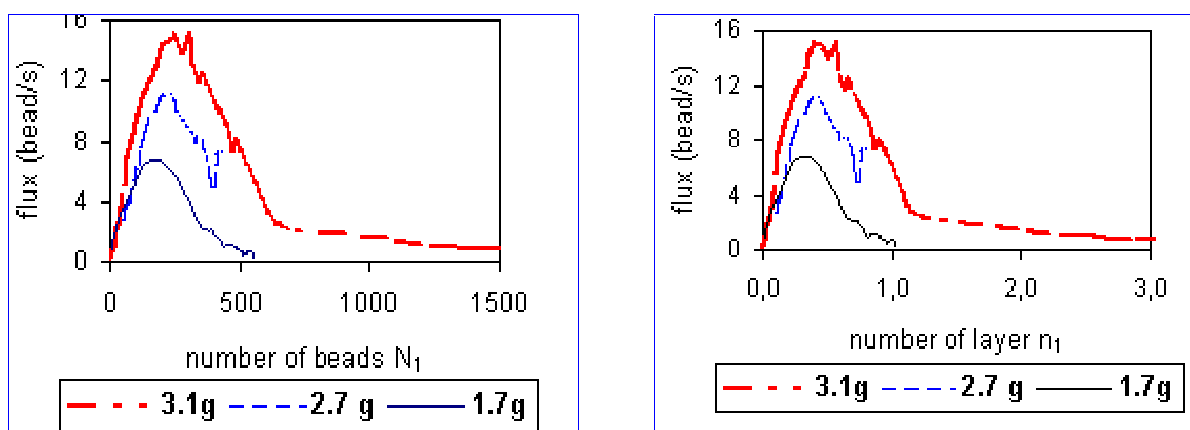 16
12
8
4
0
flux (bead/s)
0 500 1000 1500
number of beads N₁
3.1g 2.7 g 1.7g
16
12
8
4
0
flux (bead/s)
0,0 1,0 2,0 3,0
number of layer n₁
3.1g 2.7 g 1.7g